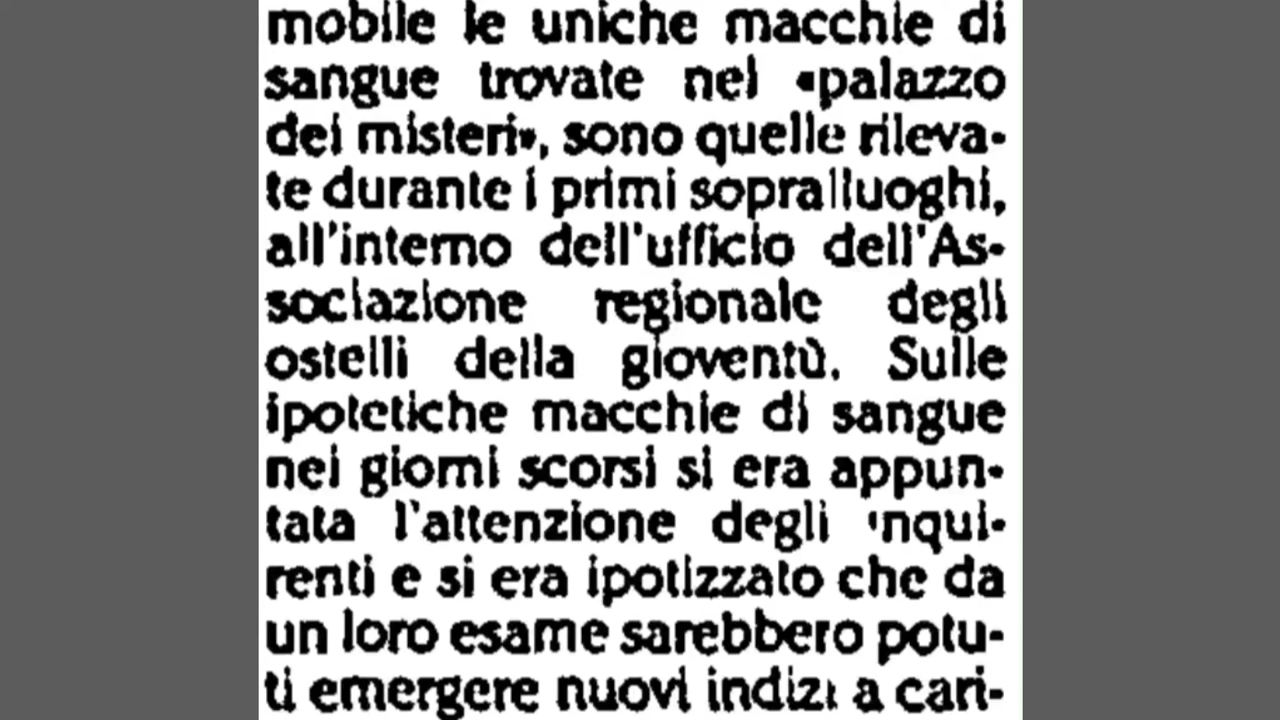 mobile le uniche macchie di
sangue trovate nel «palazzo
dei misteri», sono quelle rileva-
te durante i primi sopralluoghi,
all'interno dell'ufficio dell'As-
sociazione regionale degli
ostelli della gioventù. Sulle
ipotetiche macchie di sangue
nei giorni scorsi si era appun-
tata l'attenzione degli inqui-
renti e si era ipotizzato che da
un loro esame sarebbero potu-
ti emergere nuovi indizi a cari-